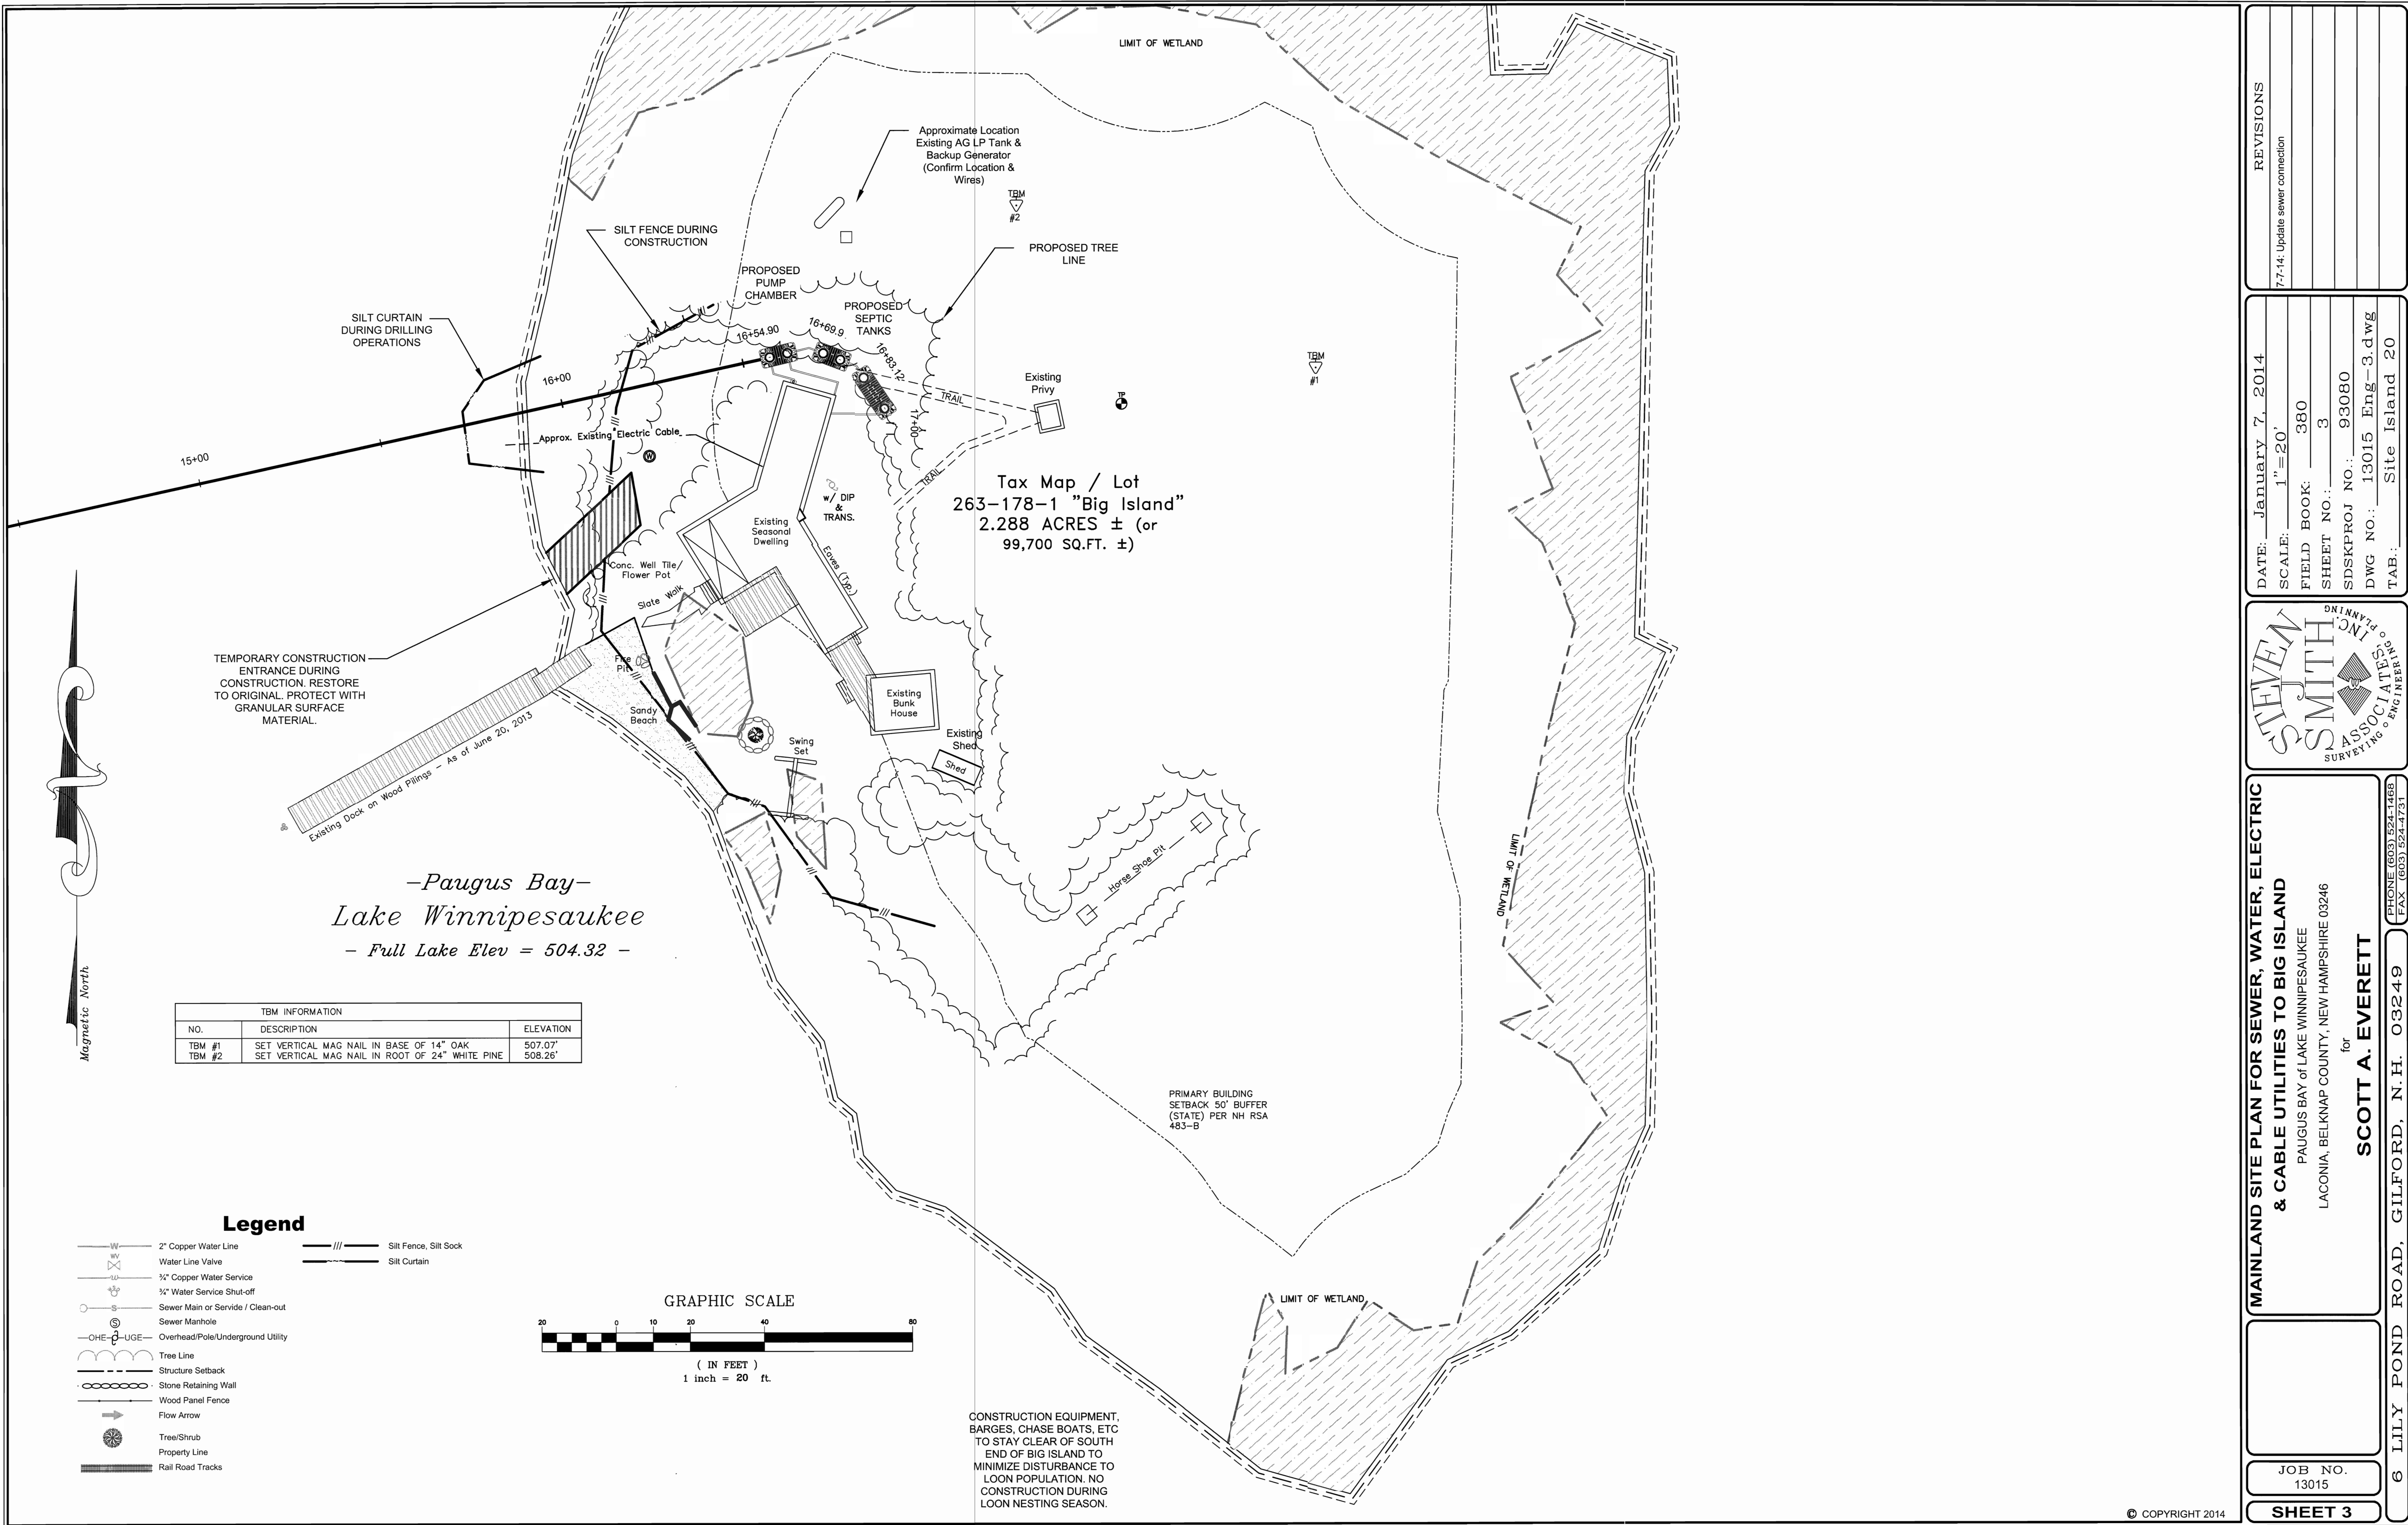 LIMIT OF WETLAND
Approximate Location
Existing AG LP Tank &
Backup Generator
(Confirm Location &
Wires)
TBM
#2
SILT FENCE DURING
CONSTRUCTION
PROPOSED TREE
LINE
PROPOSED
PUMP
CHAMBER
PROPOSED
SEPTIC
TANKS
SILT CURTAIN
DURING DRILLING
OPERATIONS
16+54.90
16+69.9
16+83.12
17+00
16+00
15+00
TBM
#1
Existing
Privy
TP
TRAIL
TRAIL
Approx. Existing Electric Cable
W
w/ DIP
&
TRANS.
Tax Map / Lot
263-178-1 "Big Island"
2.288 ACRES ± (or
99,700 SQ.FT. ±)
Existing
Seasonal
Dwelling
Eaves (Typ.)
Conc. Well Tile/
Flower Pot
Slate Walk
TEMPORARY CONSTRUCTION
ENTRANCE DURING
CONSTRUCTION. RESTORE
TO ORIGINAL. PROTECT WITH
GRANULAR SURFACE
MATERIAL.
Fire
Pit
Sandy
Beach
Existing
Bunk
House
Existing
Shed
Shed
Swing
Set
Existing Dock on Wood Pilings - As of June 20, 2013
Horse Shoe Pit
LIMIT OF WETLAND
-Paugus Bay-
Lake Winnipesaukee
- Full Lake Elev = 504.32 -
Magnetic North
TBM INFORMATION
NO. DESCRIPTION ELEVATION
TBM #1 SET VERTICAL MAG NAIL IN BASE OF 14" OAK 507.07'
TBM #2 SET VERTICAL MAG NAIL IN ROOT OF 24" WHITE PINE 508.26'
PRIMARY BUILDING
SETBACK 50' BUFFER
(STATE) PER NH RSA
483-B
LIMIT OF WETLAND
Legend
W 2" Copper Water Line
WV Water Line Valve
W ¾" Copper Water Service
¾" Water Service Shut-off
S Sewer Main or Servide / Clean-out
S Sewer Manhole
OHE UGE Overhead/Pole/Underground Utility
Tree Line
Structure Setback
Stone Retaining Wall
Wood Panel Fence
Flow Arrow
Tree/Shrub
Property Line
Rail Road Tracks
/// Silt Fence, Silt Sock
Silt Curtain
GRAPHIC SCALE
20 0 10 20 40 80
( IN FEET )
1 inch = 20 ft.
CONSTRUCTION EQUIPMENT,
BARGES, CHASE BOATS, ETC
TO STAY CLEAR OF SOUTH
END OF BIG ISLAND TO
MINIMIZE DISTURBANCE TO
LOON POPULATION. NO
CONSTRUCTION DURING
LOON NESTING SEASON.
© COPYRIGHT 2014
REVISIONS
7-7-14: Update sewer connection
DATE: January 7, 2014
SCALE: 1"=20'
FIELD BOOK: 380
SHEET NO.: 3
SDSKPROJ NO.: 93080
DWG NO.: 13015 Eng-3.dwg
TAB.: Site Island 20
STEVEN
J
SMITH
ASSOCIATES, INC.
SURVEYING o ENGINEERING o PLANNING
MAINLAND SITE PLAN FOR SEWER, WATER, ELECTRIC
& CABLE UTILITIES TO BIG ISLAND
PAUGUS BAY of LAKE WINNIPESAUKEE
LACONIA, BELKNAP COUNTY, NEW HAMPSHIRE 03246
for
SCOTT A. EVERETT
PHONE (603) 524-1468
FAX (603) 524-4731
6 LILY POND ROAD, GILFORD, N.H. 03249
JOB NO.
13015
SHEET 3